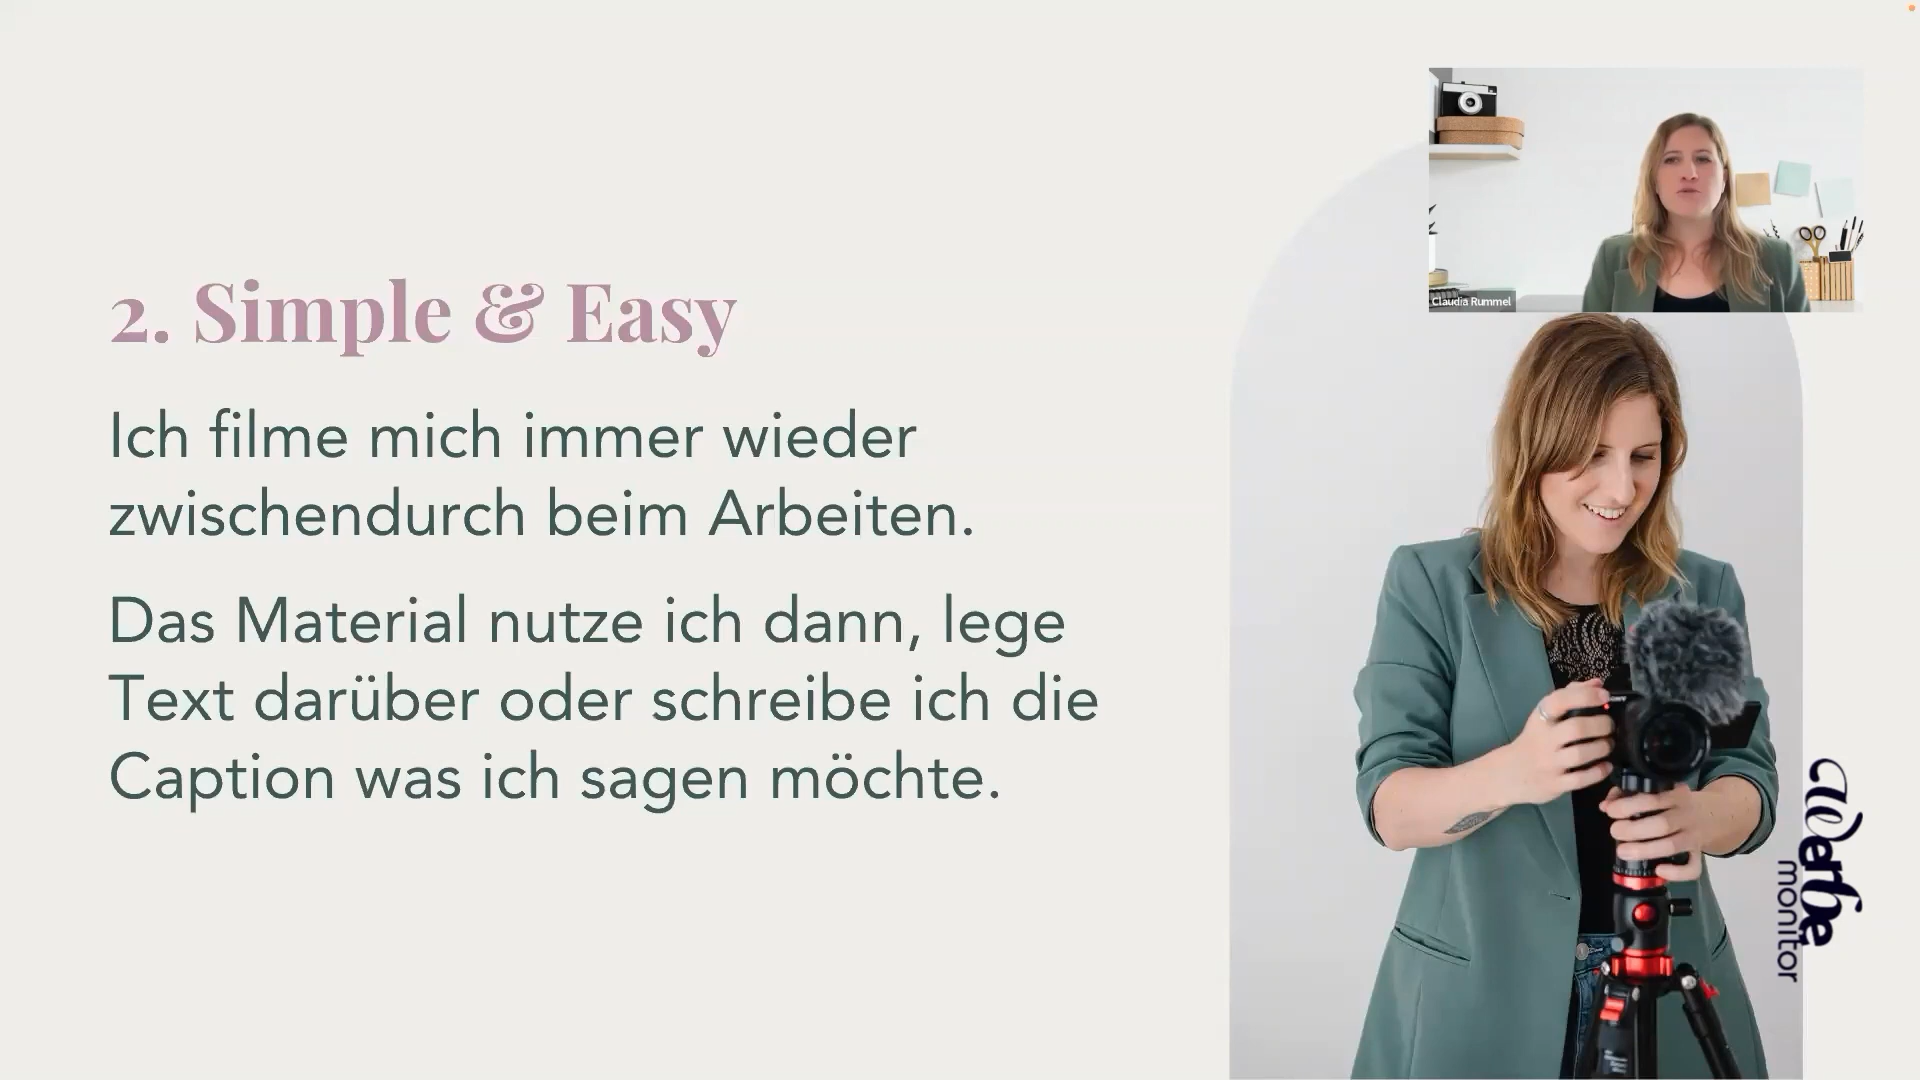 Claudia Rummel
2. Simple & Easy
Ich filme mich immer wieder
zwischendurch beim Arbeiten.
Das Material nutze ich dann, lege
Text darüber oder schreibe ich die
Caption was ich sagen möchte.
Werbe
monitor